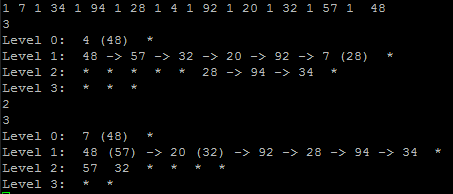 1 7 1 34 1 94 1 28 1 4 1 92 1 20 1 32 1 57 1  48
3
Level 0:  4 (48)  *
Level 1:  48 -> 57 -> 32 -> 20 -> 92 -> 7 (28)  *
Level 2:  *  *  *  *  *  28 -> 94 -> 34  *
Level 3:  *  *  *
2
3
Level 0:  7 (48)  *
Level 1:  48 (57) -> 20 (32) -> 92 -> 28 -> 94 -> 34  *
Level 2:  57  32  *  *  *  *
Level 3:  *  *